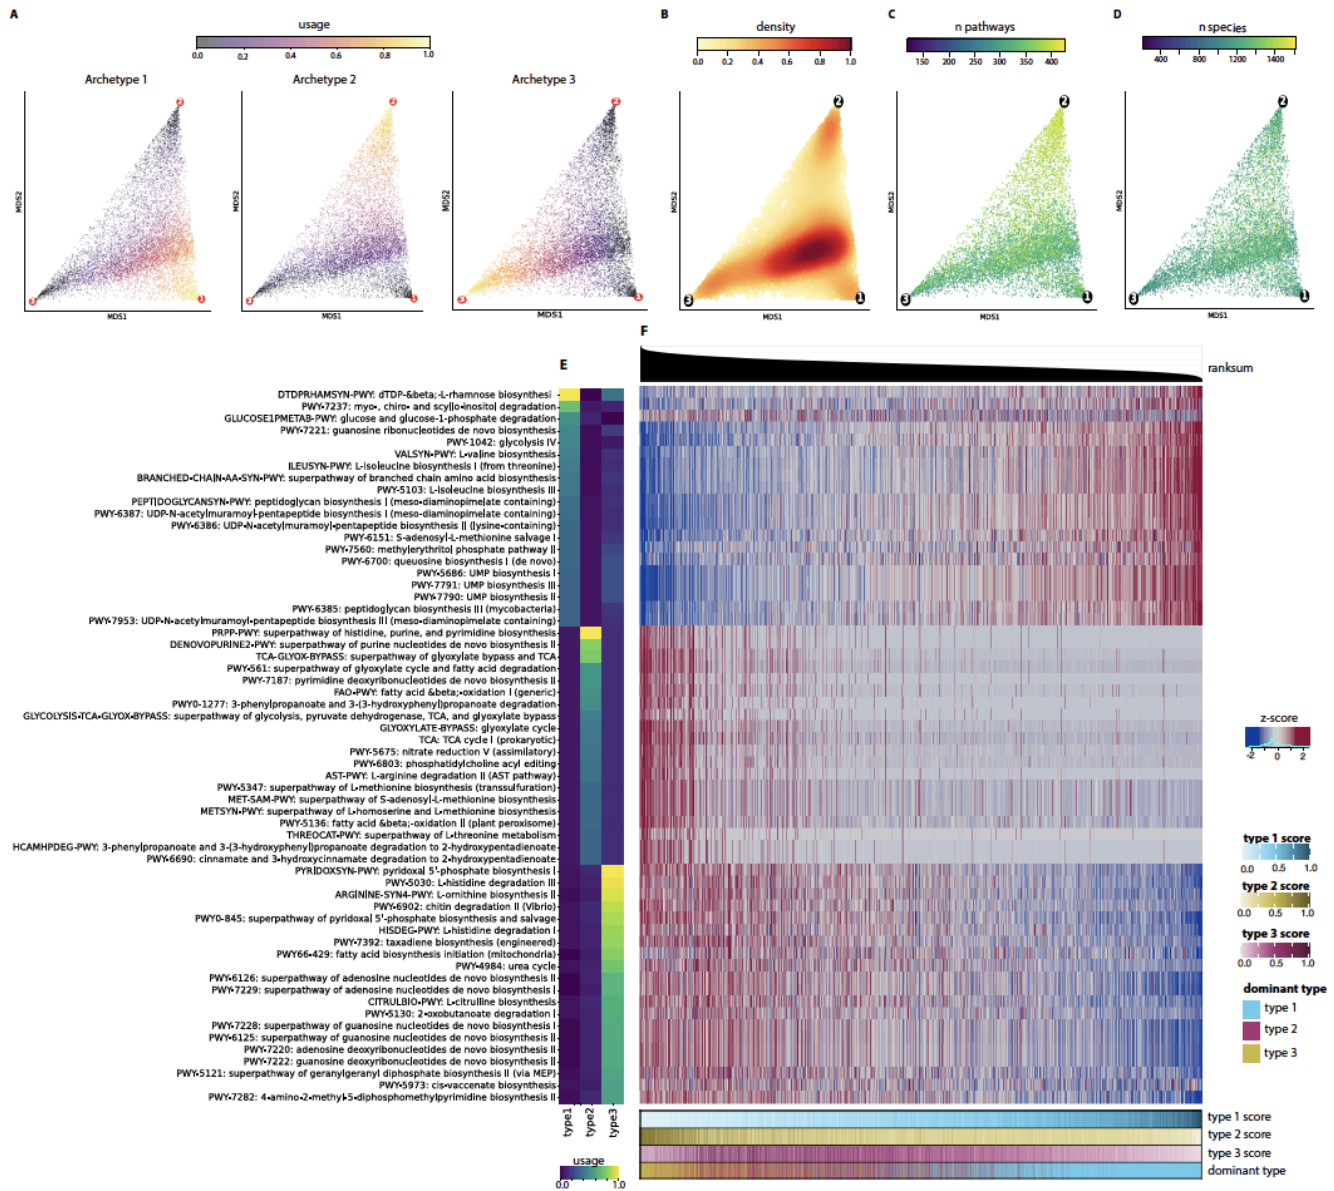 A
usage
0.0 0.2 0.4 0.6 0.8 1.0
Archetype 1
Archetype 2
Archetype 3
MDS2
MDS1
2
3
1
MDS2
2
3
1
MDS2
MDS1
2
3
1
B
density
0.0 0.2 0.4 0.6 0.8 1.0
MDS2
MDS1
2
3
1
C
n pathways
150 200 250 300 350 400
MDS2
MDS1
2
3
1
D
n species
400 800 1200 1400
MDS2
MDS1
2
3
1
E
DTDPRHAMSYN-PWY: dTDP-&beta;-L-rhamnose biosynthesi
PWY-7237: myo-, chiro- and scyllo-inositol degradation
GLUCOSE1PMETAB-PWY: glucose and glucose-1-phosphate degradation
PWY-7221: guanosine ribonucleotides de novo biosynthesis
PWY-1042: glycolysis IV
VALSYN-PWY: L-valine biosynthesis
ILEUSYN-PWY: L-isoleucine biosynthesis I (from threonine)
BRANCHED-CHAIN-AA-SYN-PWY: superpathway of branched chain amino acid biosynthesis
PWY-5103: L-isoleucine biosynthesis III
PEPTIDOGLYCANSYN-PWY: peptidoglycan biosynthesis I (meso-diaminopimelate containing)
PWY-6387: UDP-N-acetylmuramoyl-pentapeptide biosynthesis I (meso-diaminopimelate containing)
PWY-6386: UDP-N-acetylmuramoyl-pentapeptide biosynthesis II (lysine-containing)
PWY-6151: S-adenosyl-L-methionine salvage I
PWY-7560: methylerythritol phosphate pathway II
PWY-6700: queuosine biosynthesis I (de novo)
PWY-5686: UMP biosynthesis I
PWY-7791: UMP biosynthesis III
PWY-7790: UMP biosynthesis II
PWY-6385: peptidoglycan biosynthesis III (mycobacteria)
PWY-7953: UDP-N-acetylmuramoyl-pentapeptide biosynthesis III (meso-diaminopimelate containing)
PRPP-PWY: superpathway of histidine, purine, and pyrimidine biosynthesis
DENOVOPURINE2-PWY: superpathway of purine nucleotides de novo biosynthesis II
TCA-GLYOX-BYPASS: superpathway of glyoxylate bypass and TCA
PWY-561: superpathway of glyoxylate cycle and fatty acid degradation
PWY-7187: pyrimidine deoxyribonucleotides de novo biosynthesis II
FAO-PWY: fatty acid &beta;-oxidation I (generic)
PWY0-1277: 3-phenylpropanoate and 3-(3-hydroxyphenyl)propanoate degradation
GLYCOLYSIS-TCA-GLYOX-BYPASS: superpathway of glycolysis, pyruvate dehydrogenase, TCA, and glyoxylate bypass
GLYOXYLATE-BYPASS: glyoxylate cycle
TCA: TCA cycle I (prokaryotic)
PWY-5675: nitrate reduction V (assimilatory)
PWY-6803: phosphatidylcholine acyl editing
AST-PWY: L-arginine degradation II (AST pathway)
PWY-5347: superpathway of L-methionine biosynthesis (transsulfuration)
MET-SAM-PWY: superpathway of S-adenosyl-L-methionine biosynthesis
METSYN-PWY: superpathway of L-homoserine and L-methionine biosynthesis
PWY-5136: fatty acid &beta;-oxidation II (plant peroxisome)
THREOCAT-PWY: superpathway of L-threonine metabolism
HCAMHPDEG-PWY: 3-phenylpropanoate and 3-(3-hydroxyphenyl)propanoate degradation to 2-hydroxypentadienoate
PWY-6690: cinnamate and 3-hydroxycinnamate degradation to 2-hydroxypentadienoate
PYRIDOXSYN-PWY: pyridoxal 5'-phosphate biosynthesis I
PWY-5030: L-histidine degradation III
ARGININE-SYN4-PWY: L-ornithine biosynthesis II
PWY-6902: chitin degradation II (Vibrio)
PWY0-845: superpathway of pyridoxal 5'-phosphate biosynthesis and salvage
HISDEG-PWY: L-histidine degradation I
PWY-7392: taxadiene biosynthesis (engineered)
PWY66-429: fatty acid biosynthesis initiation (mitochondria)
PWY-4984: urea cycle
PWY-6126: superpathway of adenosine nucleotides de novo biosynthesis II
PWY-7229: superpathway of adenosine nucleotides de novo biosynthesis I
CITRULBIO-PWY: L-citrulline biosynthesis
PWY-5130: 2-oxobutanoate degradation I
PWY-7228: superpathway of guanosine nucleotides de novo biosynthesis I
PWY-6125: superpathway of guanosine nucleotides de novo biosynthesis II
PWY-7220: adenosine deoxyribonucleotides de novo biosynthesis II
PWY-7222: guanosine deoxyribonucleotides de novo biosynthesis II
PWY-5121: superpathway of geranylgeranyl diphosphate biosynthesis II (via MEP)
PWY-5973: cis-vaccenate biosynthesis
PWY-7282: 4-amino-2-methyl-5-diphosphomethylpyrimidine biosynthesis II
type1
type2
type3
usage
0.0 1.0
F
ranksum
z-score
-2 0 2
type 1 score
0.0 0.5 1.0
type 2 score
0.0 0.5 1.0
type 3 score
0.0 0.5 1.0
dominant type
type 1
type 2
type 3
type 1 score
type 2 score
type 3 score
dominant type